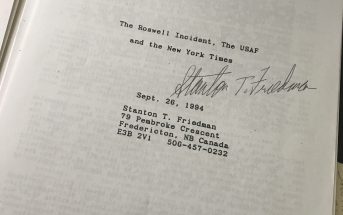 The Roswell Incident, The USAF
and the New York Times
Stanton T. Friedman
Sept. 26, 1994
Stanton T. Friedman
79 Pembroke Crescent
Fredericton, NB Canada
E3B 2V1 506-457-0232